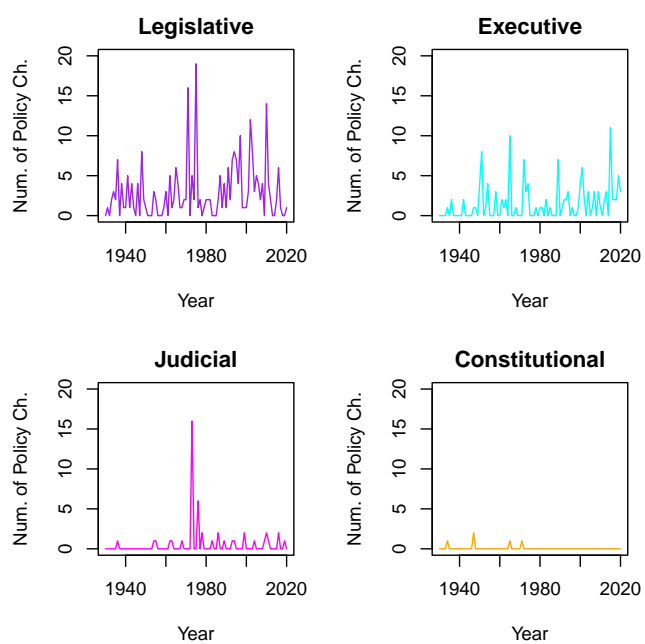 Legislative
Num. of Policy Ch.
20
15
10
5
0
1940 1980 2020
Year
Executive
Num. of Policy Ch.
20
15
10
5
0
1940 1980 2020
Year
Judicial
Num. of Policy Ch.
20
15
10
5
0
1940 1980 2020
Year
Constitutional
Num. of Policy Ch.
20
15
10
5
0
1940 1980 2020
Year